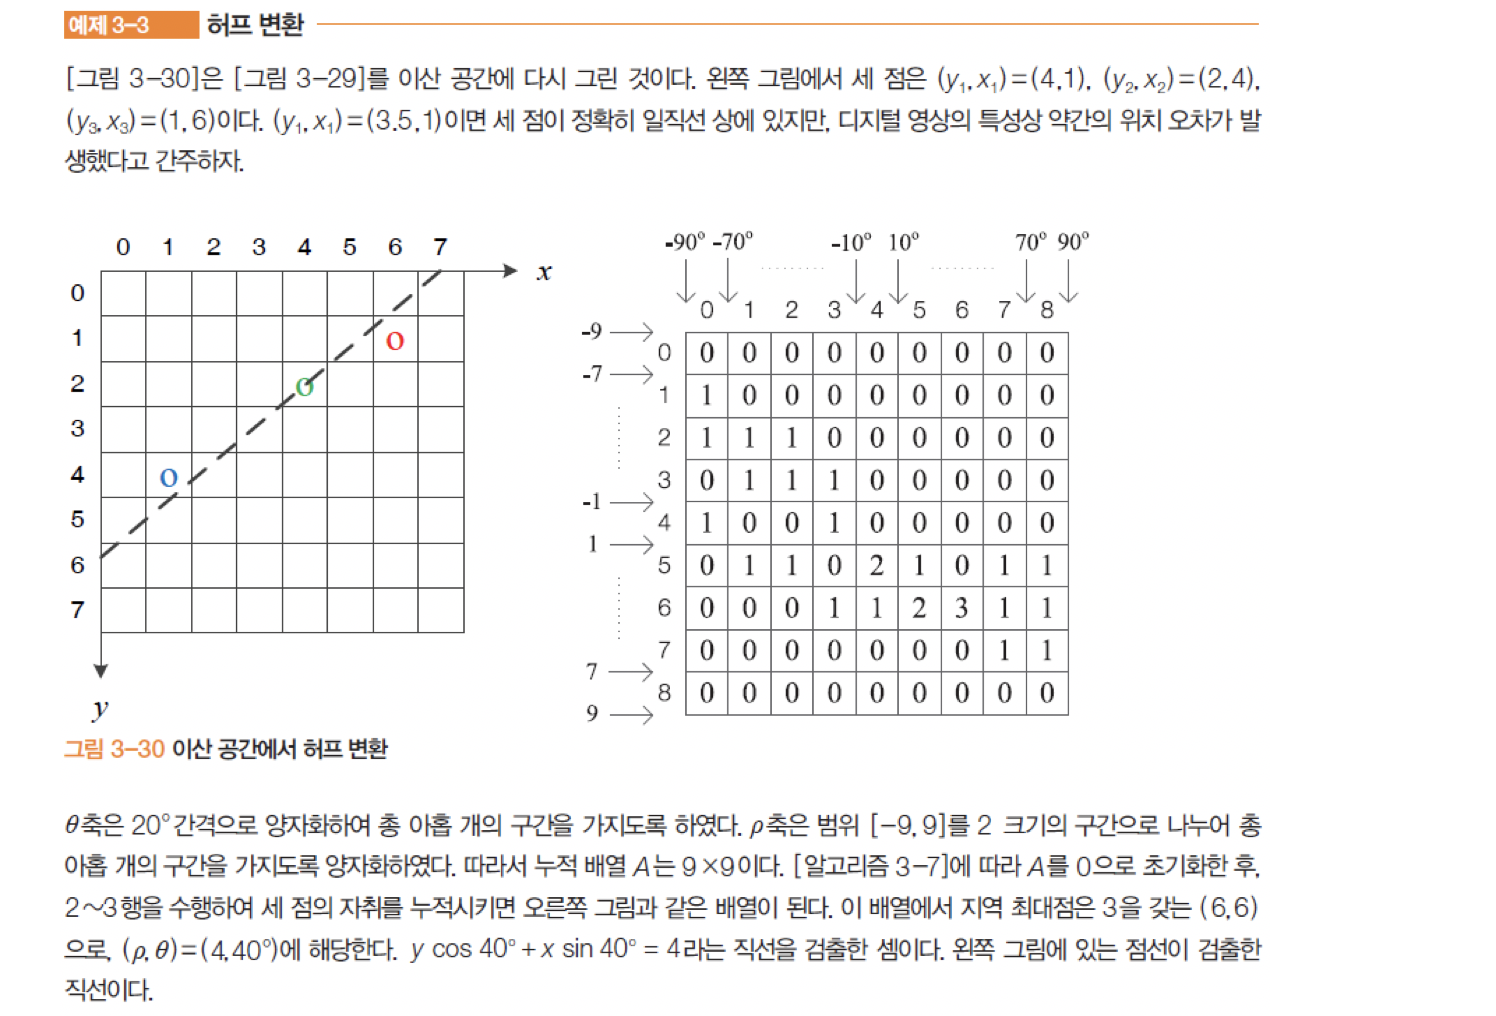 예제 3-3 허프 변환
[그림 3-30]은 [그림 3-29]를 이산 공간에 다시 그린 것이다. 왼쪽 그림에서 세 점은 (y₁, x₁)=(4,1), (y₂, x₂)=(2,4),
(y₃, x₃)=(1, 6)이다. (y₁, x₁)=(3.5, 1)이면 세 점이 정확히 일직선 상에 있지만, 디지털 영상의 특성상 약간의 위치 오차가 발
생했다고 간주하자.
0 1 2 3 4 5 6 7
x
0
1
2
3
4
5
6
7
y
-90° -70° -10° 10° 70° 90°
0 1 2 3 4 5 6 7 8
-9
0 0 0 0 0 0 0 0 0 0
-7
1 1 0 0 0 0 0 0 0 0
2 1 1 1 0 0 0 0 0 0
3 0 1 1 1 0 0 0 0 0
-1
4 1 0 0 1 0 0 0 0 0
1
5 0 1 1 0 2 1 0 1 1
6 0 0 0 1 1 2 3 1 1
7 0 0 0 0 0 0 0 1 1
7
8 0 0 0 0 0 0 0 0 0
9
그림 3-30 이산 공간에서 허프 변환
θ축은 20° 간격으로 양자화하여 총 아홉 개의 구간을 가지도록 하였다. ρ축은 범위 [-9, 9]를 2 크기의 구간으로 나누어 총
아홉 개의 구간을 가지도록 양자화하였다. 따라서 누적 배열 A는 9×9이다. [알고리즘 3-7]에 따라 A를 0으로 초기화한 후,
2~3행을 수행하여 세 점의 자취를 누적시키면 오른쪽 그림과 같은 배열이 된다. 이 배열에서 지역 최대점은 3을 갖는 (6,6)
으로, (ρ, θ)=(4, 40°)에 해당한다. y cos 40° + x sin 40° = 4라는 직선을 검출한 셈이다. 왼쪽 그림에 있는 점선이 검출한
직선이다.